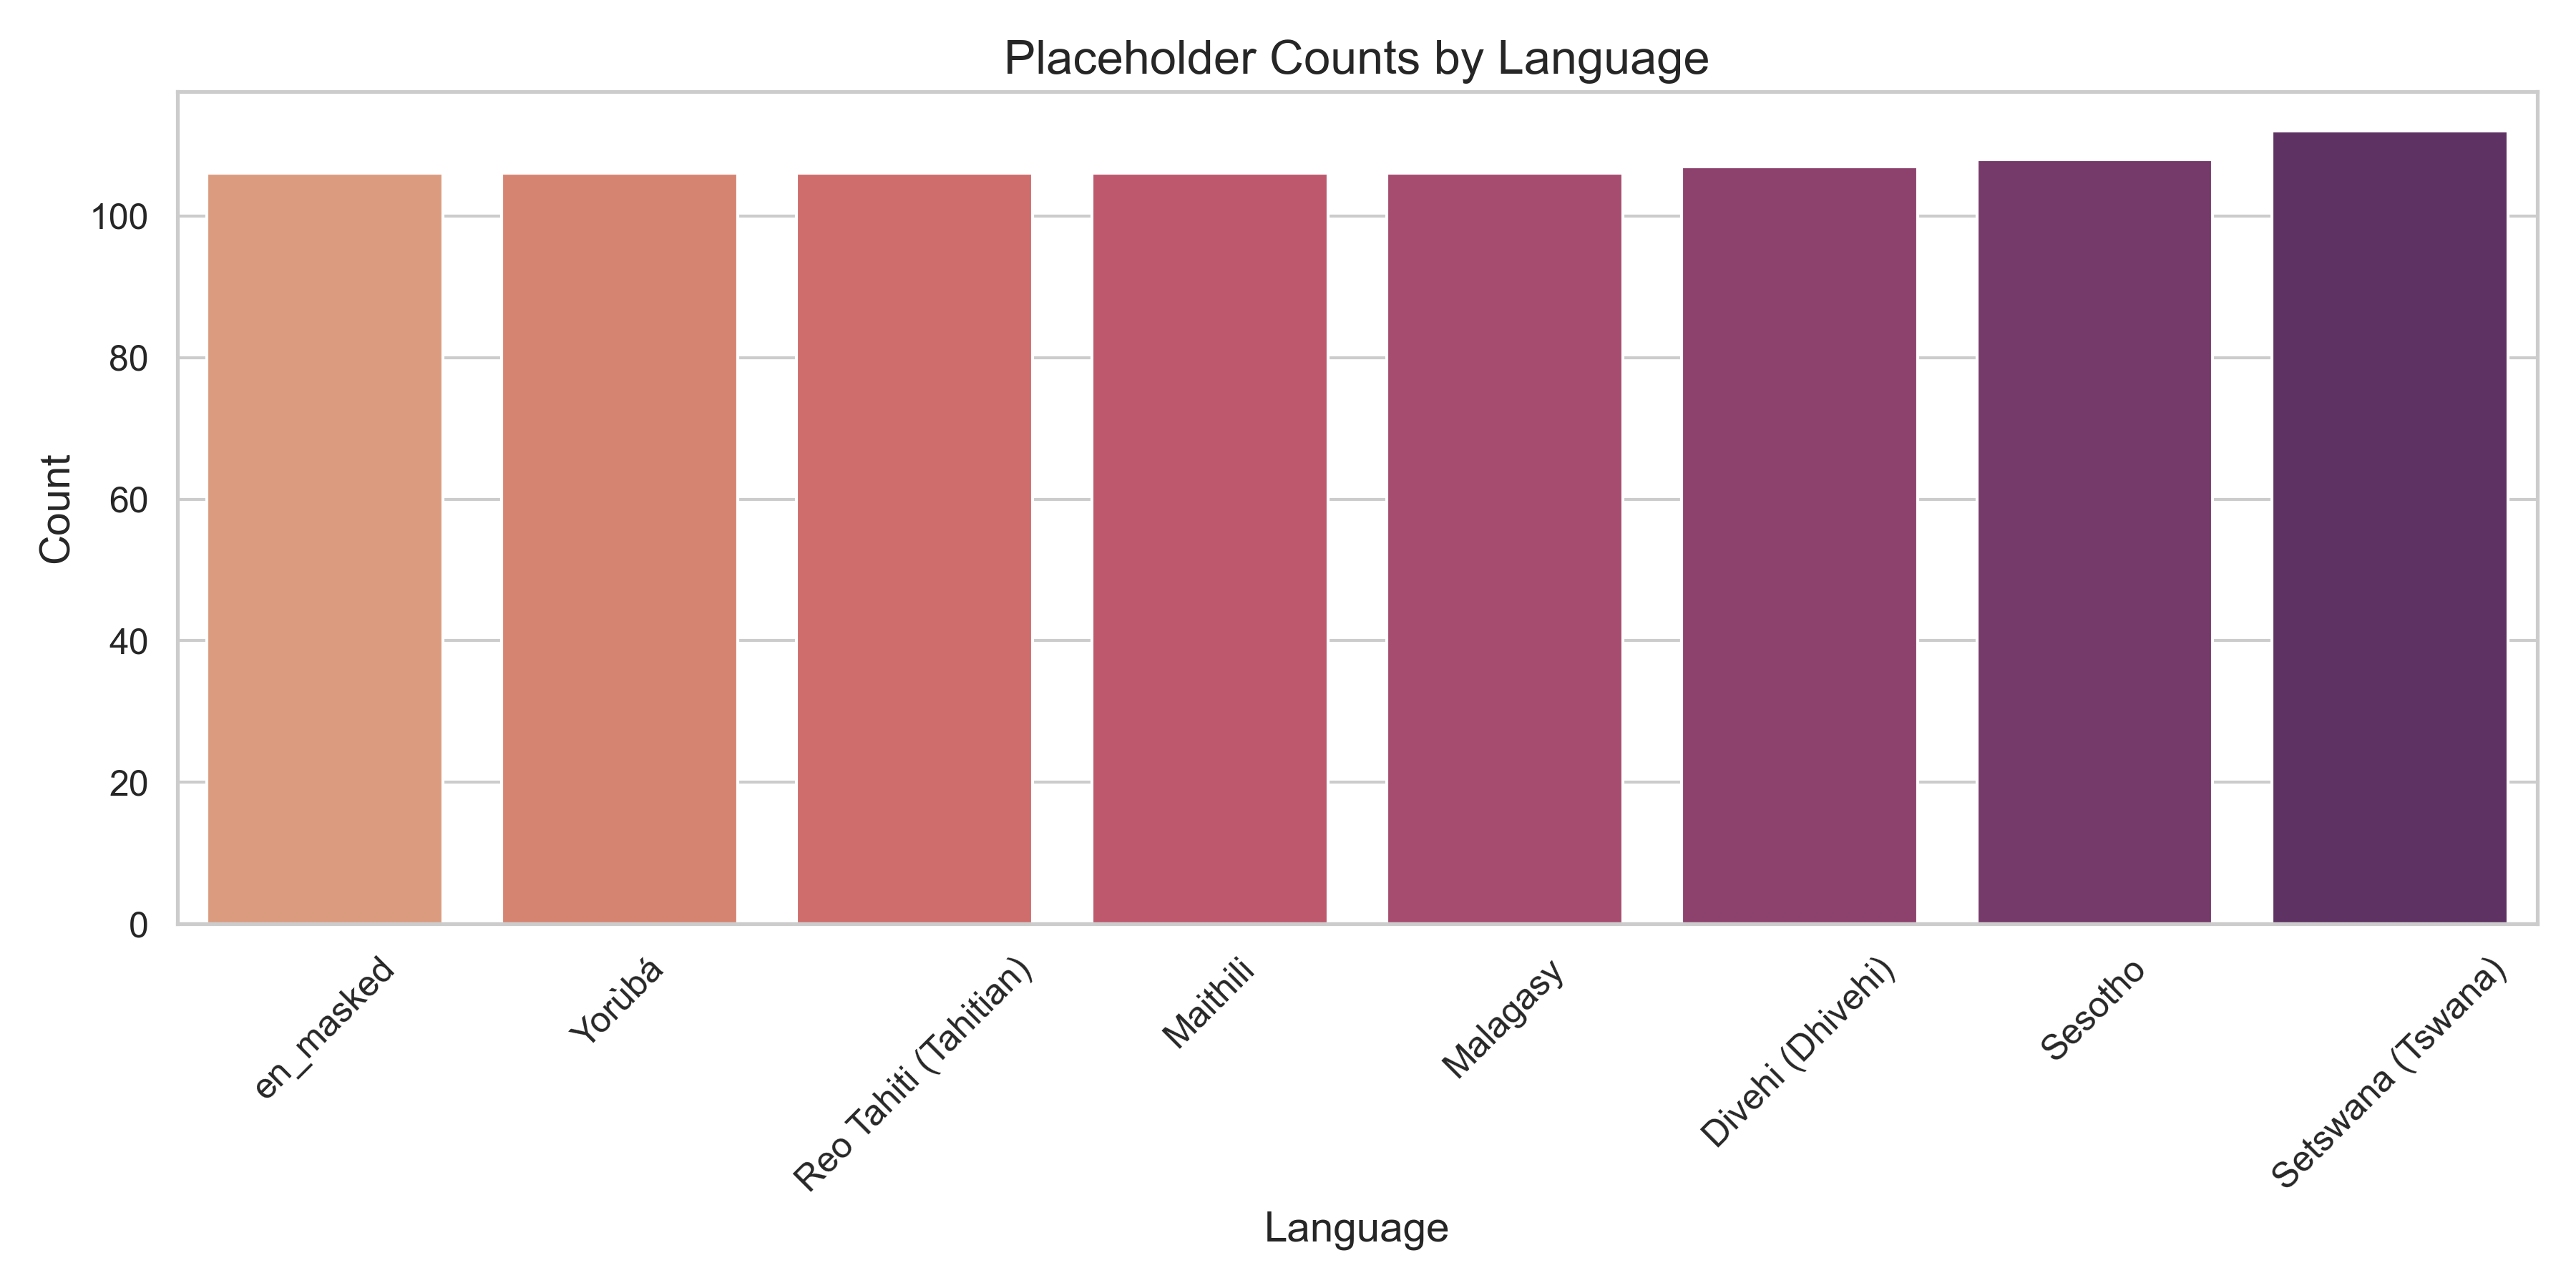 Placeholder Counts by Language
Count
100
80
60
40
20
0
en_masked
Yorùbá
Reo Tahiti (Tahitian)
Maithili
Malagasy
Divehi (Dhivehi)
Sesotho
Setswana (Tswana)
Language